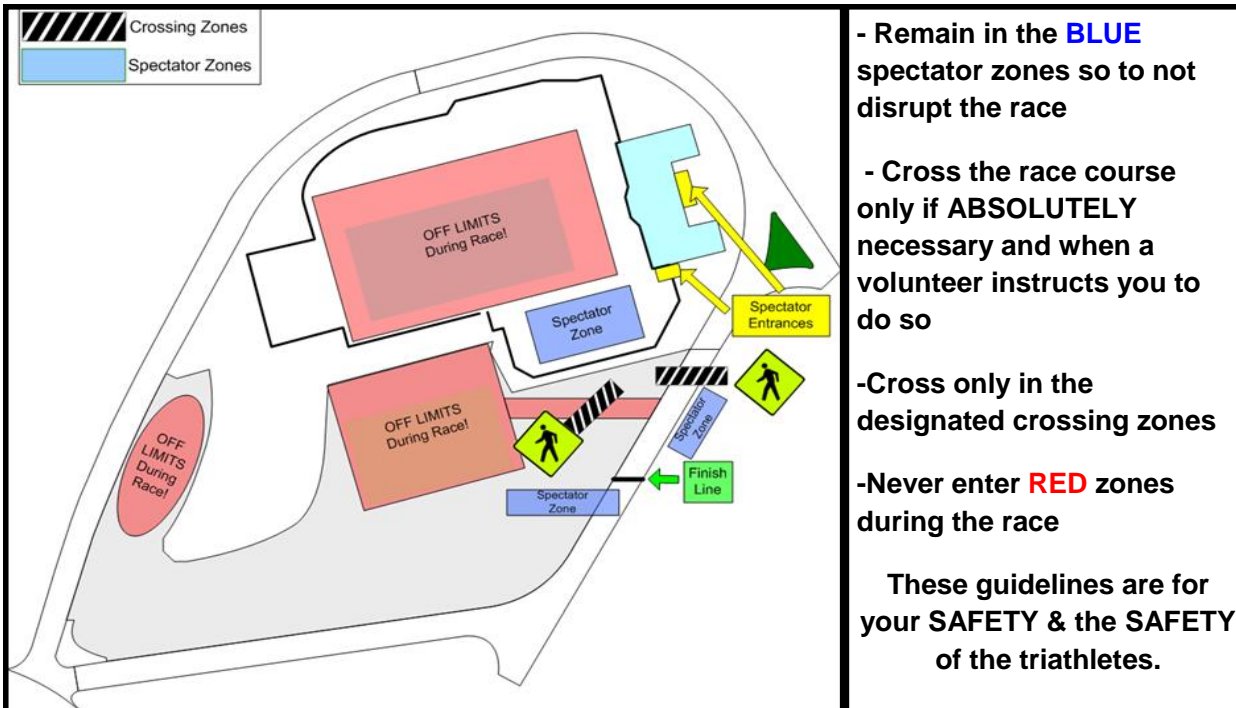 Crossing Zones
Spectator Zones
OFF LIMITS
During Race!
Spectator
Zone
Spectator
Entrances
OFF LIMITS
During Race!
OFF
LIMITS
During
Race!
Spectator
Zone
Finish
Line
Spectator
Zone
- Remain in the BLUE
spectator zones so to not
disrupt the race
- Cross the race course
only if ABSOLUTELY
necessary and when a
volunteer instructs you to
do so
-Cross only in the
designated crossing zones
-Never enter RED zones
during the race
These guidelines are for
your SAFETY & the SAFETY
of the triathletes.